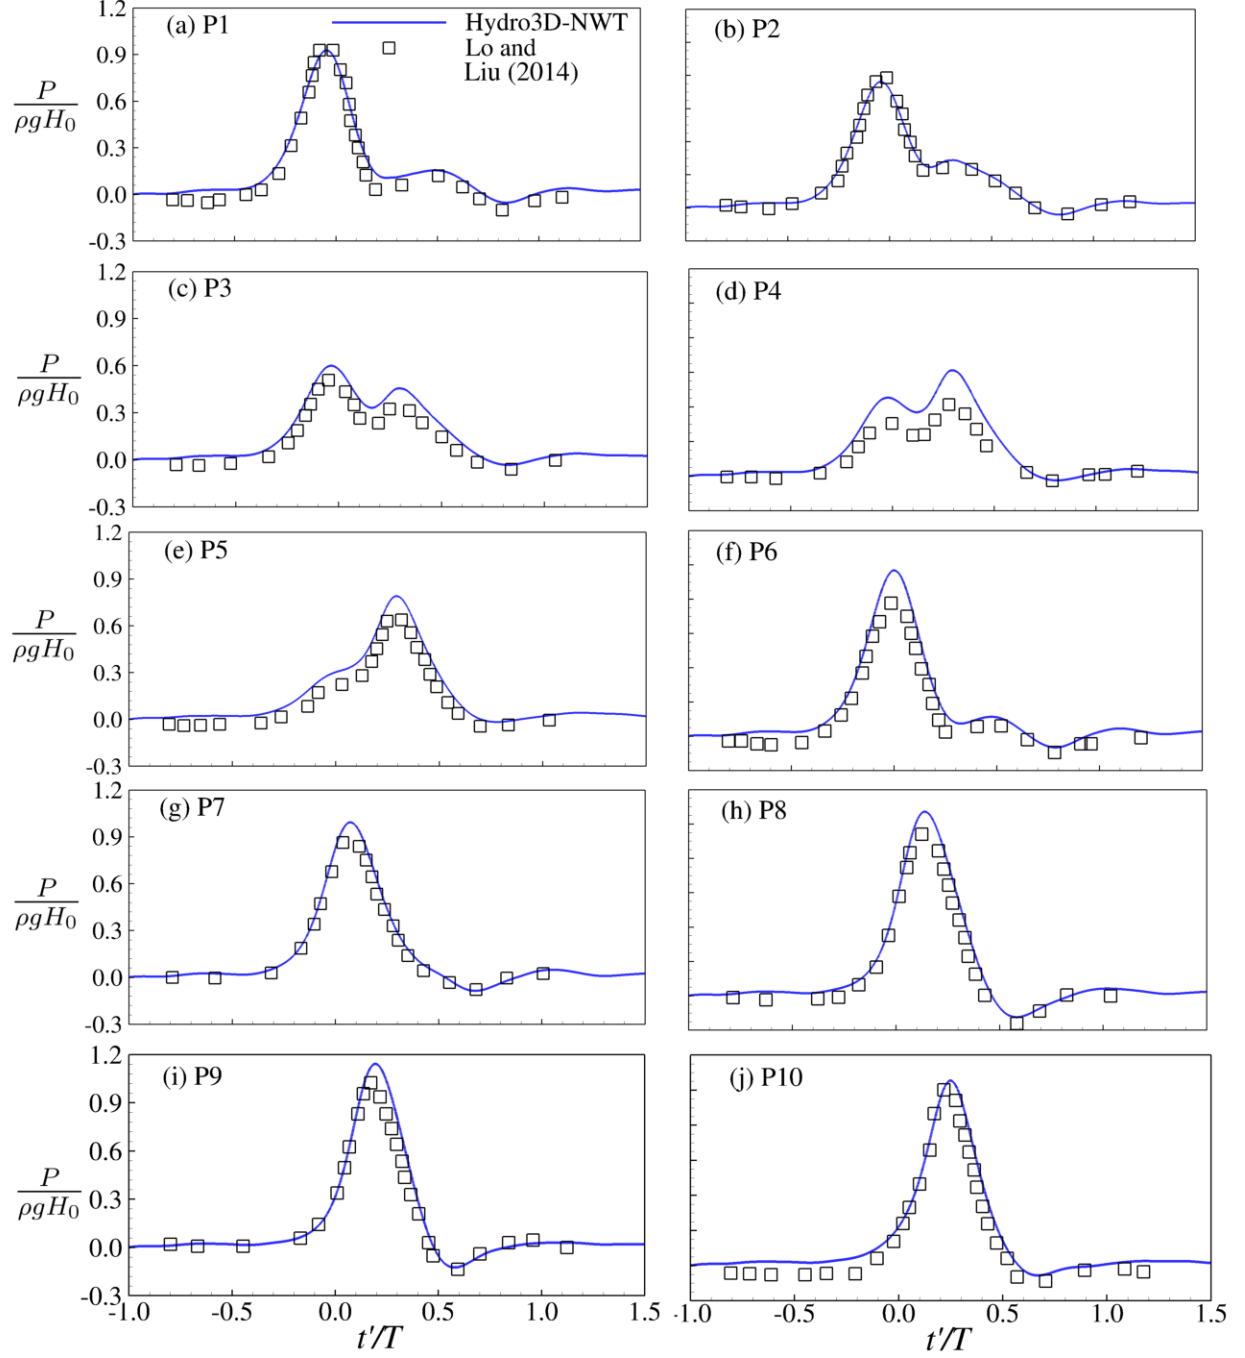 (a) P1
Hydro3D-NWT
Lo and
Liu (2014)
P
ρgH0
1.2
0.9
0.6
0.3
0.0
-0.3
(b) P2
(c) P3
P
ρgH0
1.2
0.9
0.6
0.3
0.0
-0.3
(d) P4
(e) P5
P
ρgH0
1.2
0.9
0.6
0.3
0.0
-0.3
(f) P6
(g) P7
P
ρgH0
1.2
0.9
0.6
0.3
0.0
-0.3
(h) P8
(i) P9
P
ρgH0
1.2
0.9
0.6
0.3
0.0
-0.3
-1.0 -0.5 0.0 0.5 1.0 1.5
t'/T
(j) P10
-1.0 -0.5 0.0 0.5 1.0 1.5
t'/T